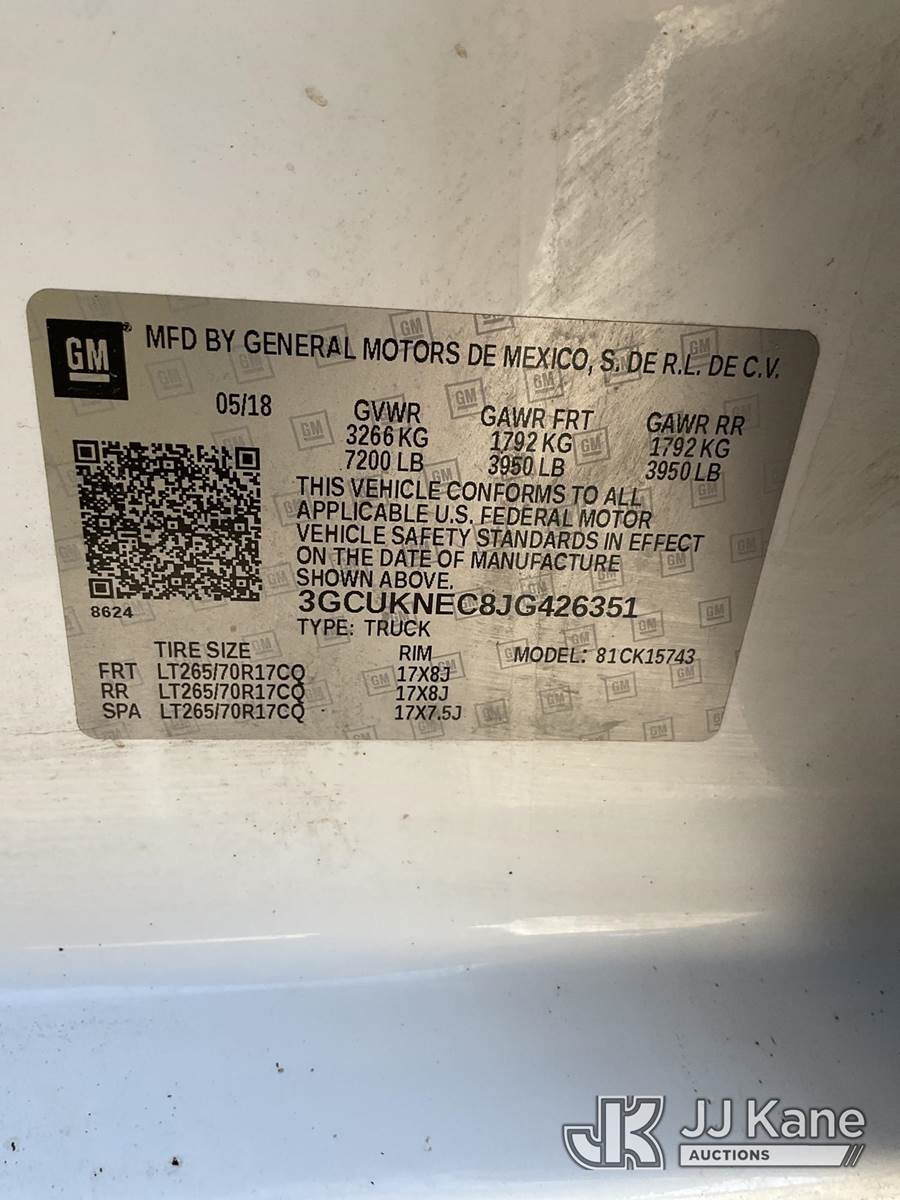 GM MFD BY GENERAL MOTORS DE MEXICO, S. DE R.L. DE C.V.
05/18 GVWR GAWR FRT GAWR RR
3266 KG 1792 KG 1792 KG
7200 LB 3950 LB 3950 LB
THIS VEHICLE CONFORMS TO ALL
APPLICABLE U.S. FEDERAL MOTOR
VEHICLE SAFETY STANDARDS IN EFFECT
ON THE DATE OF MANUFACTURE
SHOWN ABOVE.
8624 3GCUKNEC8JG426351
TYPE: TRUCK
TIRE SIZE RIM MODEL: 81CK15743
FRT LT265/70R17CQ 17X8J
RR LT265/70R17CQ 17X8J
SPA LT265/70R17CQ 17X7.5J
JK JJ Kane
AUCTIONS